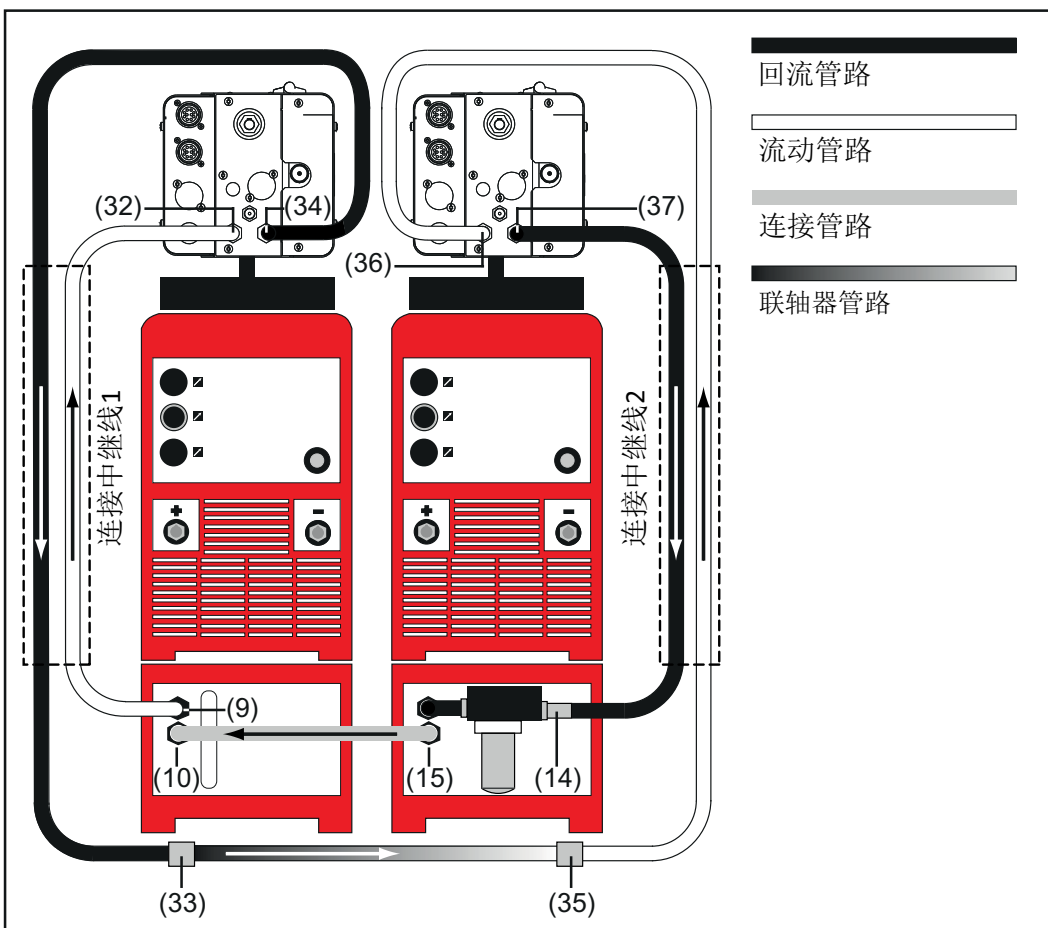 回流管路
流动管路
连接管路
联轴器管路
(32)
(34)
(36)
(37)
连接中继线1
连接中继线2
+
-
+
-
(9)
(10)
(15)
(14)
(33)
(35)